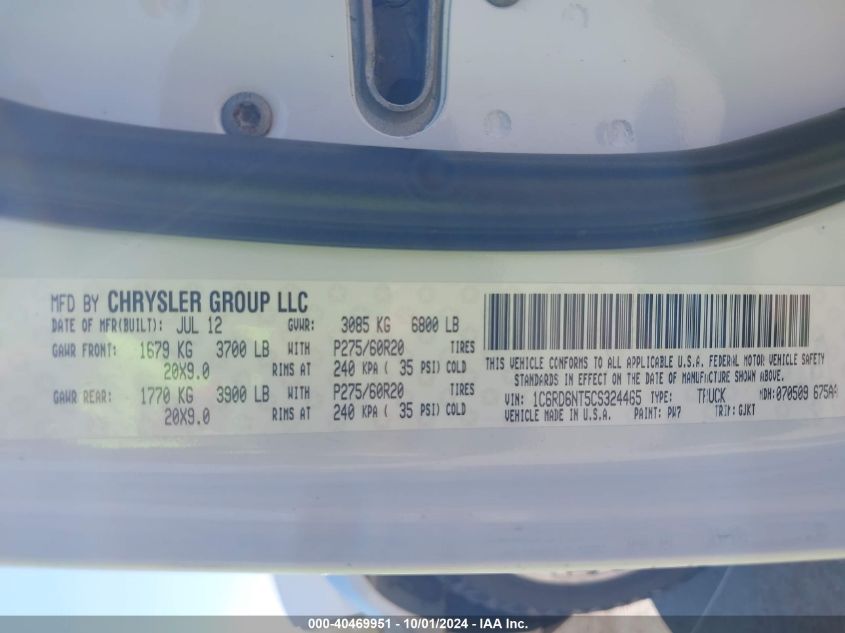 MFD BY CHRYSLER GROUP LLC
DATE OF MFR(BUILT): JUL 12 GVWR: 3085 KG 6800 LB
GAWR FRONT: 1679 KG 3700 LB WITH P275/60R20 TIRES
20X9.0 RIMS AT 240 KPA ( 35 PSI) COLD
GAWR REAR: 1770 KG 3900 LB WITH P275/60R20 TIRES
20X9.0 RIMS AT 240 KPA ( 35 PSI) COLD
THIS VEHICLE CONFORMS TO ALL APPLICABLE U.S.A. FEDERAL MOTOR VEHICLE SAFETY
STANDARDS IN EFFECT ON THE DATE OF MANUFACTURE SHOWN ABOVE.
VIN: 1C6RD6NT5CS324465 TYPE: TRUCK MDH: 070509 675AA
VEHICLE MADE IN U.S.A. PAINT: PW7 TRIM: GJKT
000-40469951 - 10/01/2024 - IAA Inc.